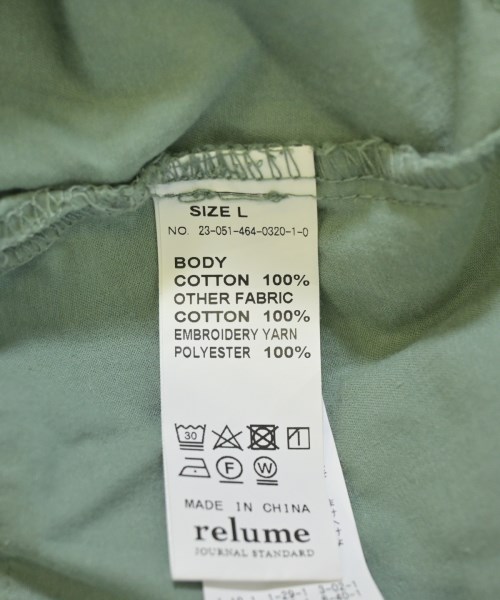 SIZE L
NO. 23-051-464-0320-1-0
BODY
COTTON 100%
OTHER FABRIC
COTTON 100%
EMBROIDERY YARN
POLYESTER 100%
30
F W
MADE IN CHINA
relume
JOURNAL STANDARD